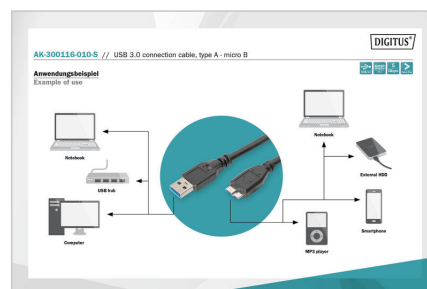 DIGITUS®
AK-300116-010-S // USB 3.0 connection cable, type A - micro B
Anwendungsbeispiel
Example of use
Notebook
USB hub
Computer
Notebook
External HDD
Smartphone
MP3 player